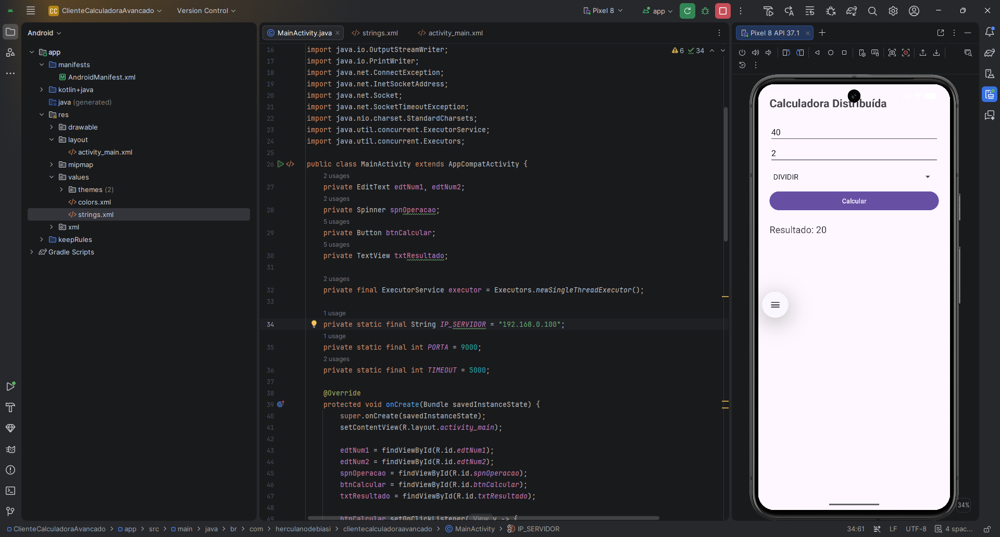 CC ClienteCalculadoraAvancado Version Control Pixel 8 app
Android
app
manifests
AndroidManifest.xml
kotlin+java
java (generated)
res
drawable
layout
activity_main.xml
mipmap
values
themes (2)
colors.xml
strings.xml
xml
keepRules
Gradle Scripts
MainActivity.java strings.xml activity_main.xml
6 34
16 import java.io.OutputStreamWriter;
17 import java.io.PrintWriter;
18 import java.net.ConnectException;
19 import java.net.InetSocketAddress;
20 import java.net.Socket;
21 import java.net.SocketTimeoutException;
22 import java.nio.charset.StandardCharsets;
23 import java.util.concurrent.ExecutorService;
24 import java.util.concurrent.Executors;
25
26 public class MainActivity extends AppCompatActivity {
2 usages
27 private EditText edtNum1, edtNum2;
2 usages
28 private Spinner spnOperacao;
5 usages
29 private Button btnCalcular;
5 usages
30 private TextView txtResultado;
31
2 usages
32 private final ExecutorService executor = Executors.newSingleThreadExecutor();
33
1 usage
34 private static final String IP_SERVIDOR = "192.168.0.100";
1 usage
35 private static final int PORTA = 9000;
2 usages
36 private static final int TIMEOUT = 5000;
37
38 @Override
39 protected void onCreate(Bundle savedInstanceState) {
40 super.onCreate(savedInstanceState);
41 setContentView(R.layout.activity_main);
42
43 edtNum1 = findViewById(R.id.edtNum1);
44 edtNum2 = findViewById(R.id.edtNum2);
45 spnOperacao = findViewById(R.id.spnOperacao);
46 btnCalcular = findViewById(R.id.btnCalcular);
47 txtResultado = findViewById(R.id.txtResultado);
48
49 btnCalcular.setOnClickListener( View v -> {
Pixel 8 API 37.1
Calculadora Distribuída
40
2
DIVIDIR
Calcular
Resultado: 20
34%
ClienteCalculadoraAvancado app src main java br com herculanodebiasi clientecalculadoraavancado MainActivity IP_SERVIDOR
34:61 LF UTF-8 4 spac...